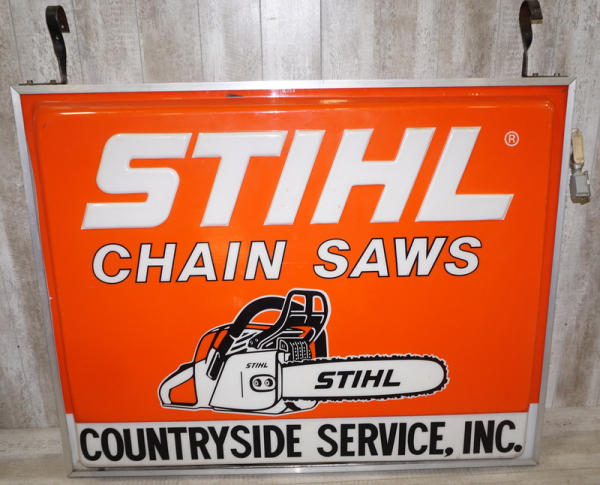 STIHL®
CHAIN SAWS
STIHL
STIHL
COUNTRYSIDE SERVICE, INC.